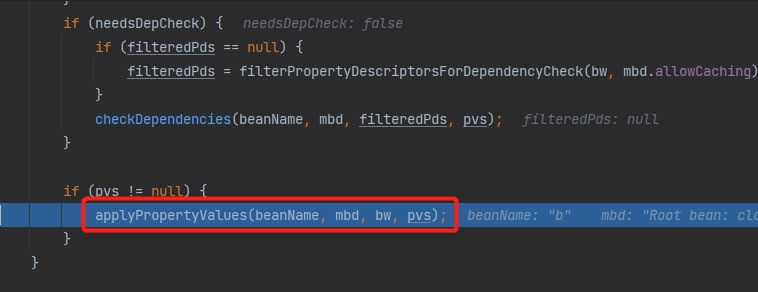 }
if (needsDepCheck) { needsDepCheck: false
if (filteredPds == null) {
filteredPds = filterPropertyDescriptorsForDependencyCheck(bw, mbd.allowCaching)
}
checkDependencies(beanName, mbd, filteredPds, pvs); filteredPds: null
}
if (pvs != null) {
applyPropertyValues(beanName, mbd, bw, pvs); beanName: "b" mbd: "Root bean: cla
}
}